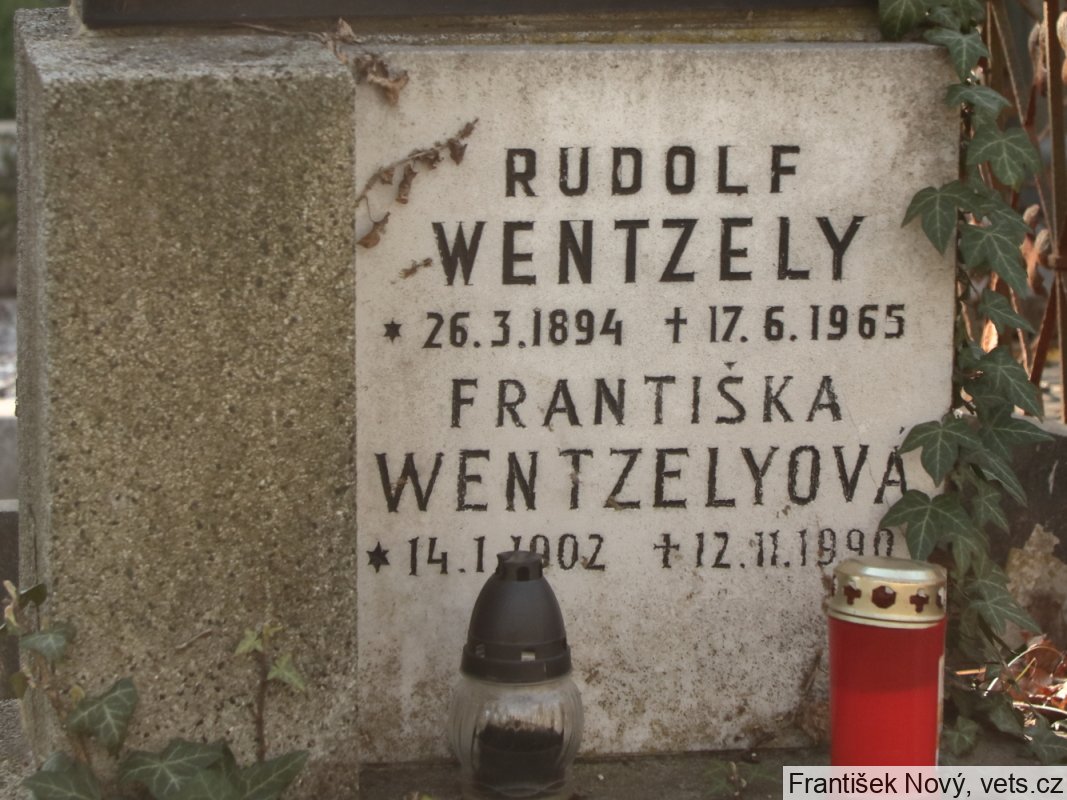 RUDOLF
WENTZELY
* 26.3.1894 † 17.6.1965
FRANTIŠKA
WENTZELYOVÁ
* 14.1.1902 † 12.11.1990
František Nový, vets.cz